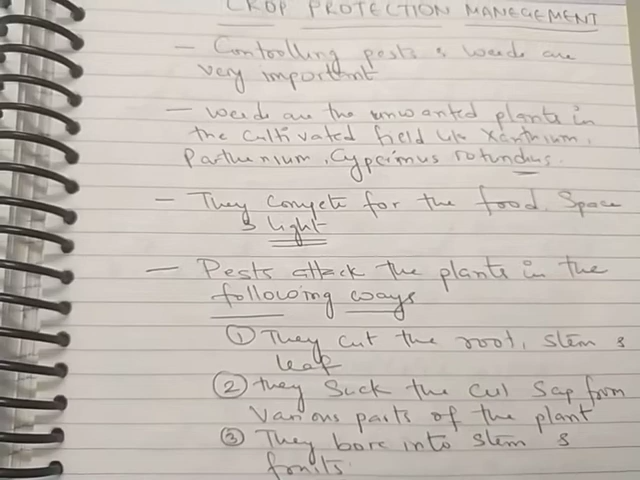 CROP PROTECTION MANEGEMENT
- Controlling pests & weeds are
very important
- weeds are the unwanted plants in
the cultivated field like Xanthium,
Parthenium, Cyperinus rotundus.
- They compete for the food, Space
& light
- Pests attack the plants in the
following ways
① They cut the root, stem &
leaf
② they Suck the Cel Sap from
Various parts of the plant
③ They bore into stem &
fruits.